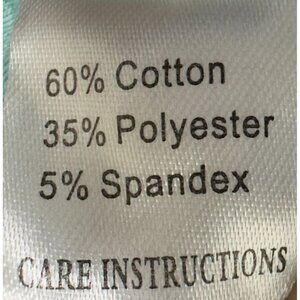 60% Cotton
35% Polyester
5% Spandex
CARE INSTRUCTIONS